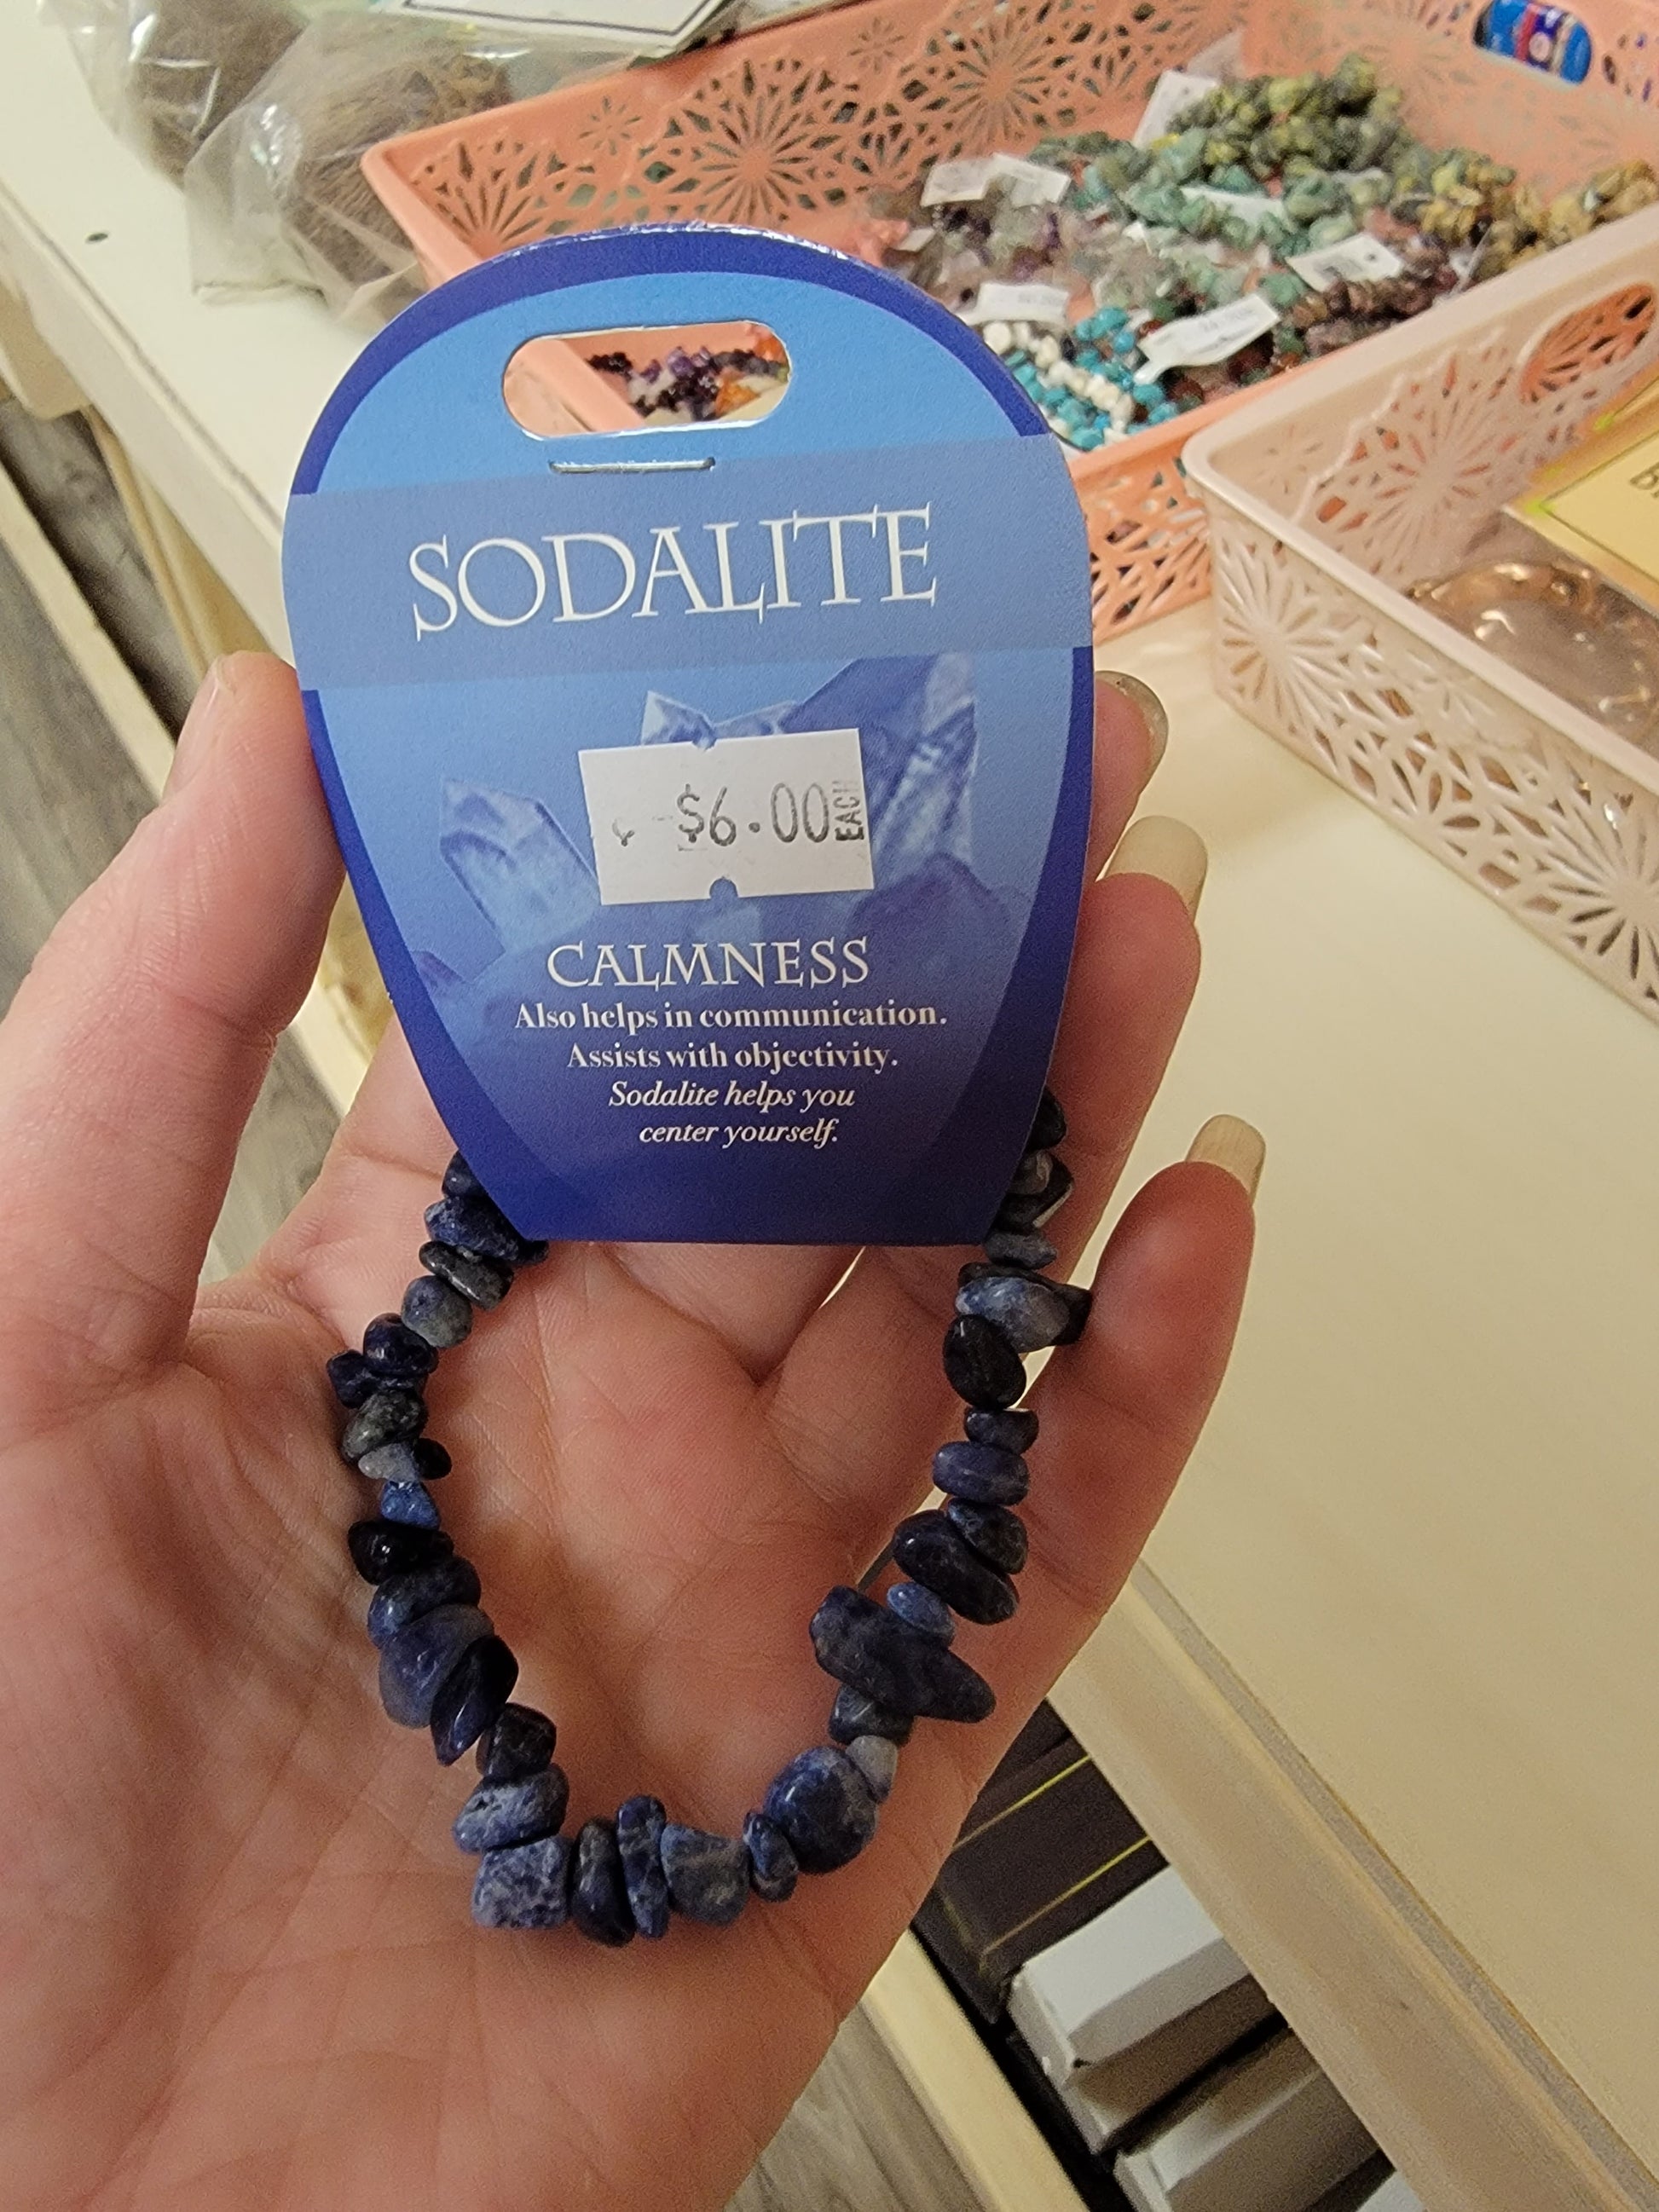 SODALITE
$6.00 EACH
CALMNESS
Also helps in communication.
Assists with objectivity.
Sodalite helps you
center yourself.